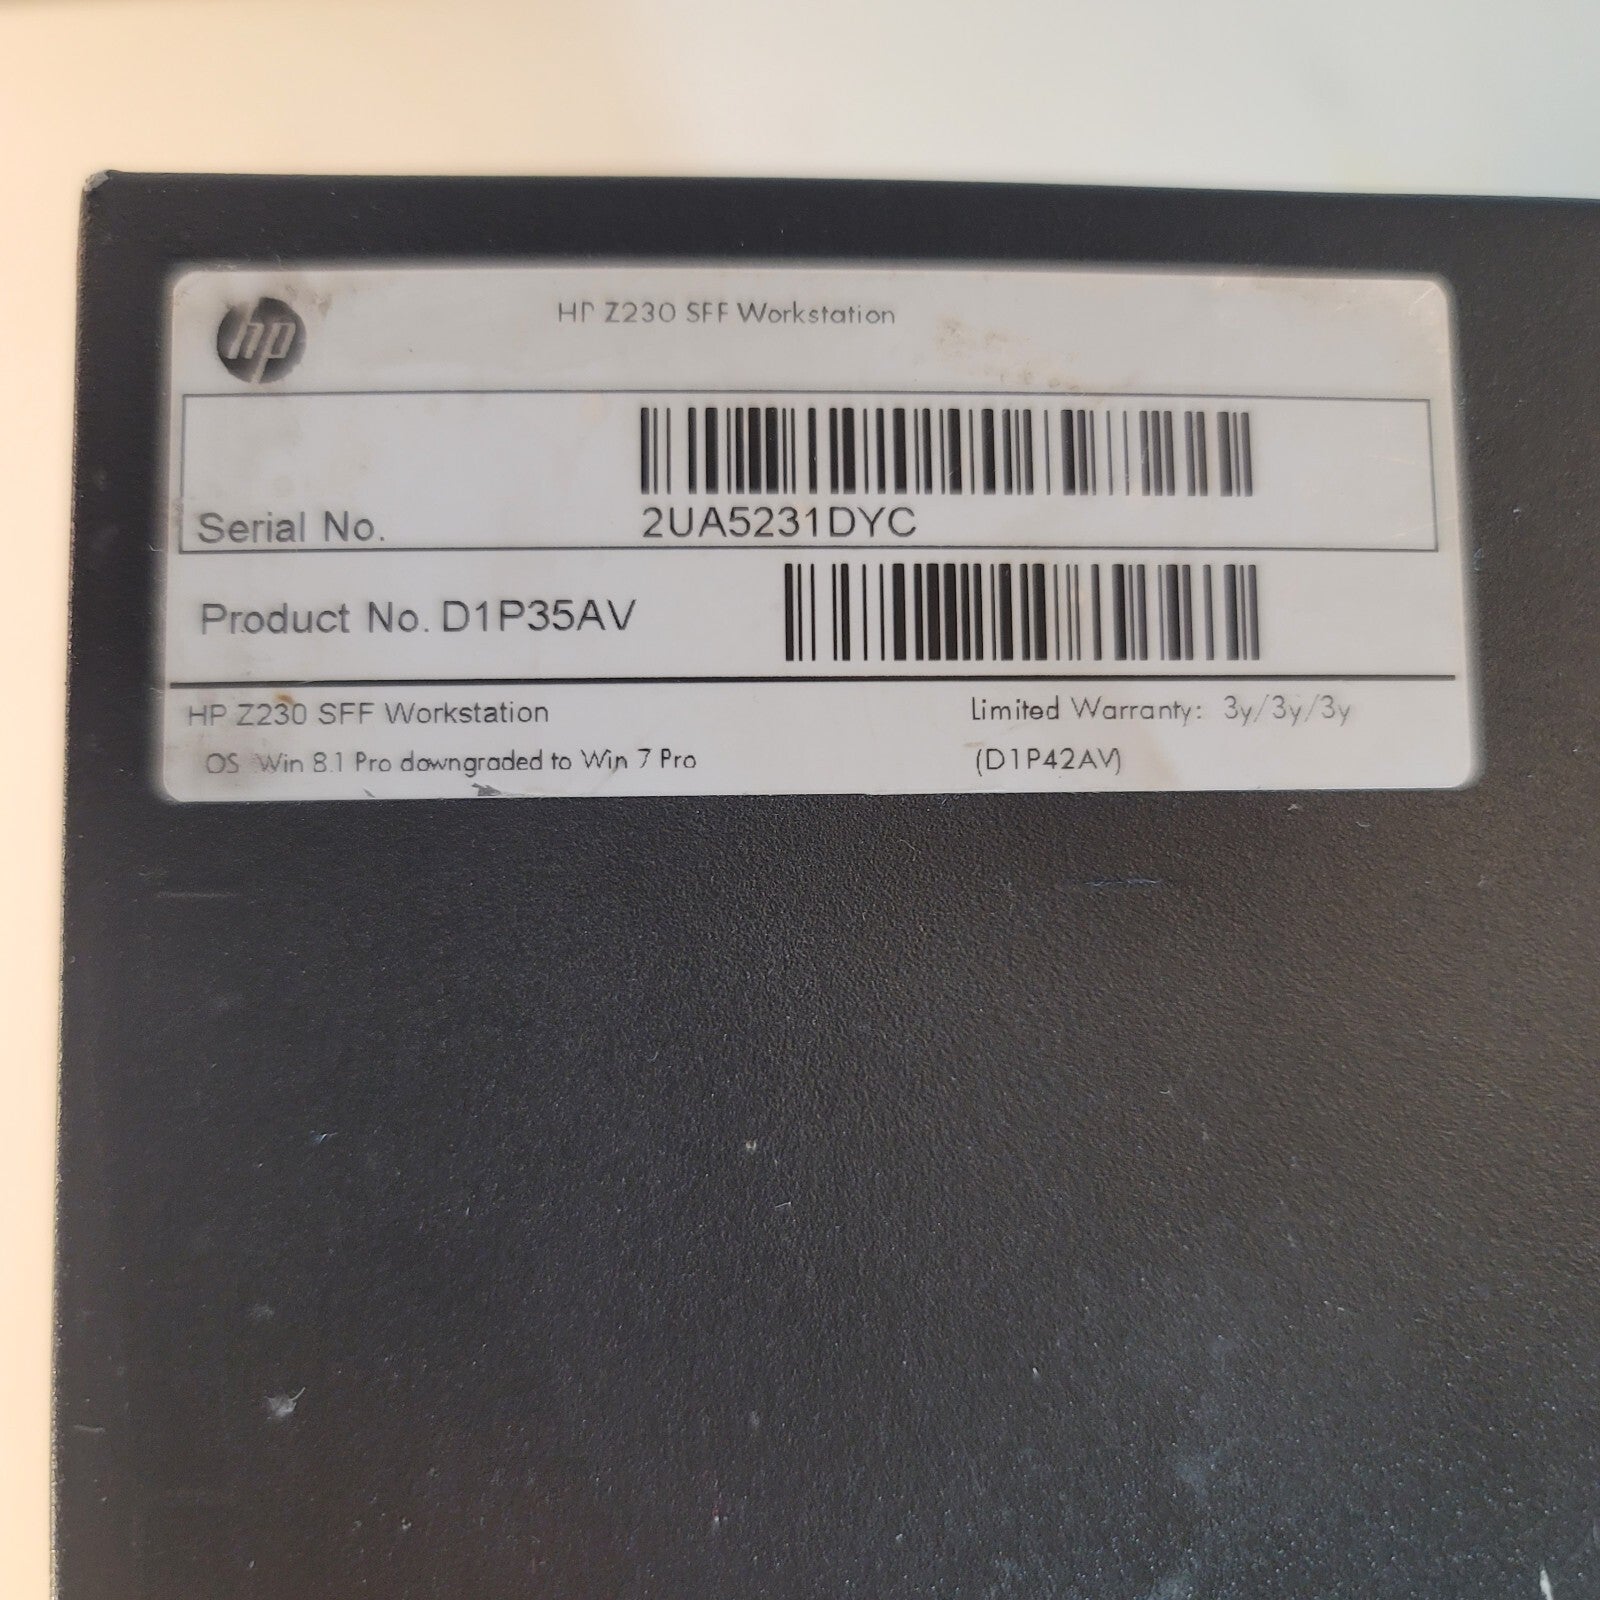 hp
HP Z230 SFF Workstation
Serial No. 2UA5231DYC
Product No. D1P35AV
HP Z230 SFF Workstation Limited Warranty: 3y/3y/3y
OS Win 8.1 Pro downgraded to Win 7 Pro (D1P42AV)